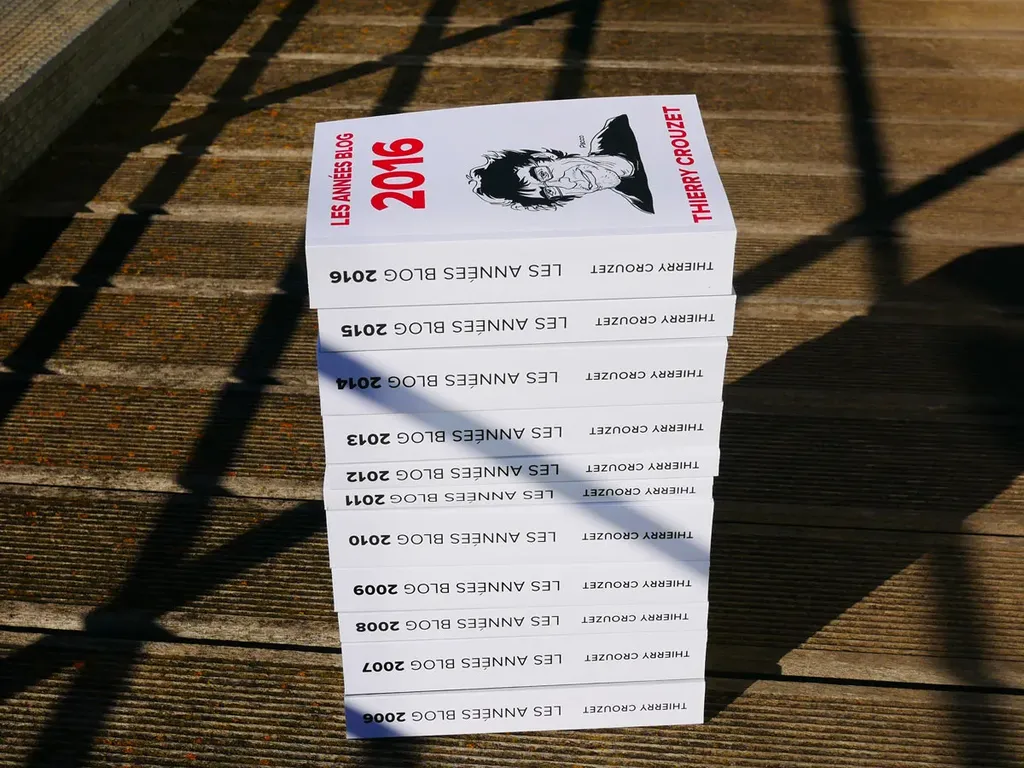 LES ANNÉES BLOG
2016
Pacco
THIERRY CROUZET
THIERRY CROUZET LES ANNÉES BLOG 2016
THIERRY CROUZET LES ANNÉES BLOG 2015
THIERRY CROUZET LES ANNÉES BLOG 2014
THIERRY CROUZET LES ANNÉES BLOG 2013
THIERRY CROUZET LES ANNÉES BLOG 2012
THIERRY CROUZET LES ANNÉES BLOG 2011
THIERRY CROUZET LES ANNÉES BLOG 2010
THIERRY CROUZET LES ANNÉES BLOG 2009
THIERRY CROUZET LES ANNÉES BLOG 2008
THIERRY CROUZET LES ANNÉES BLOG 2007
THIERRY CROUZET LES ANNÉES BLOG 2006